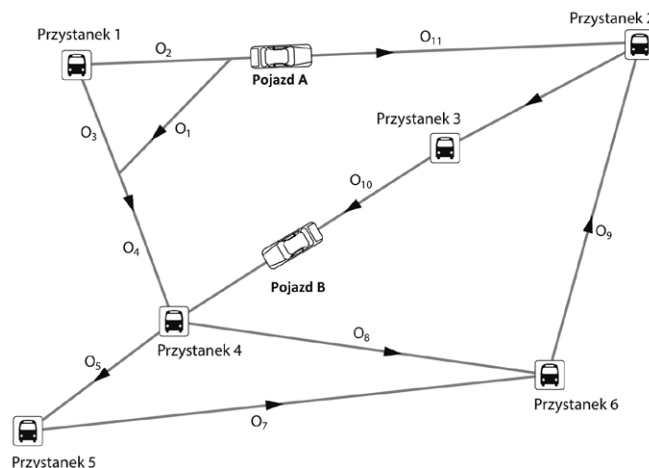 Przystanek 1
O2
O11
Przystanek 2
Pojazd A
O3
O1
Przystanek 3
O10
O4
O9
Pojazd B
Przystanek 4
O8
O5
Przystanek 6
O7
Przystanek 5